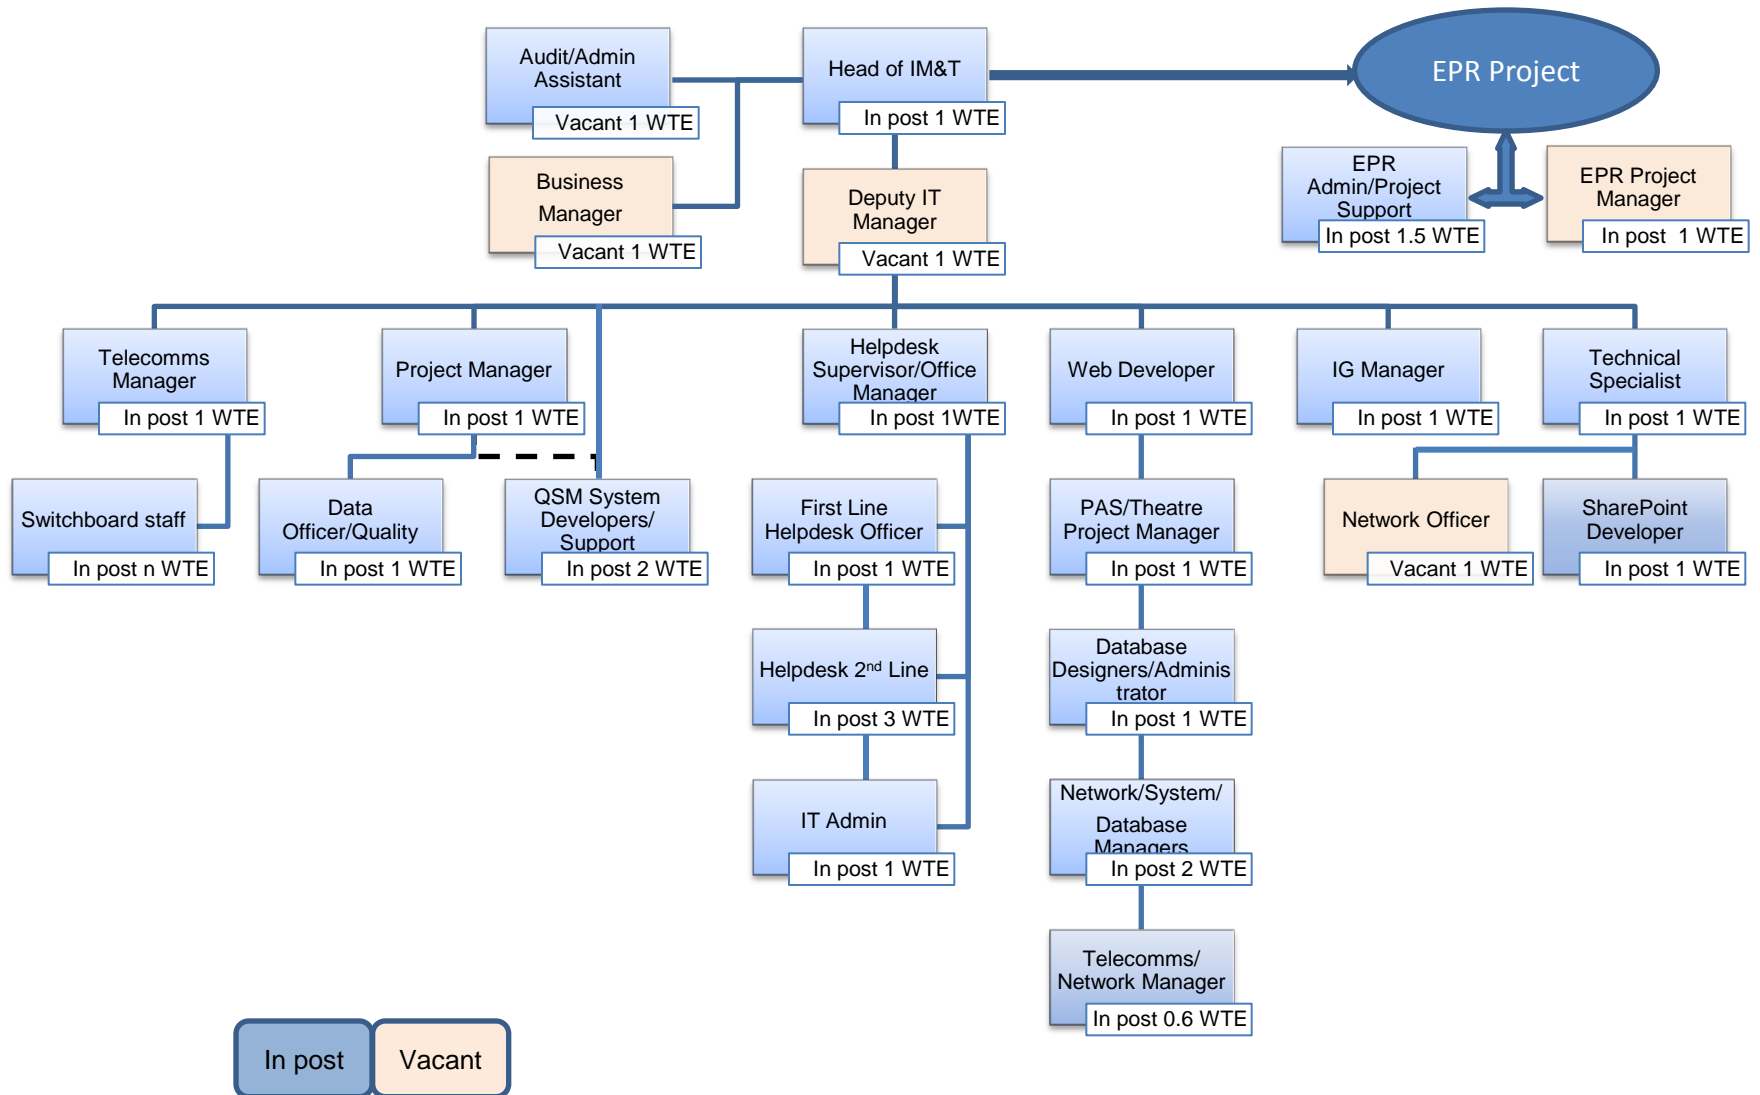 Audit/Admin
Assistant
Vacant 1 WTE
Head of IM&T
In post 1 WTE
EPR Project
Business
Manager
Vacant 1 WTE
Deputy IT
Manager
Vacant 1 WTE
EPR
Admin/Project
Support
In post 1.5 WTE
EPR Project
Manager
In post  1 WTE
Telecomms
Manager
In post 1 WTE
Project Manager
In post 1 WTE
Helpdesk
Supervisor/Office
Manager
In post 1WTE
Web Developer
In post 1 WTE
IG Manager
In post 1 WTE
Technical
Specialist
In post 1 WTE
Switchboard staff
In post n WTE
Data
Officer/Quality
In post 1 WTE
QSM System
Developers/
Support
In post 2 WTE
First Line
Helpdesk Officer
In post 1 WTE
PAS/Theatre
Project Manager
In post 1 WTE
Network Officer
Vacant 1 WTE
SharePoint
Developer
In post 1 WTE
Helpdesk 2nd Line
In post 3 WTE
Database
Designers/Adminis
trator
In post 1 WTE
IT Admin
In post 1 WTE
Network/System/
Database
Managers
In post 2 WTE
Telecomms/
Network Manager
In post 0.6 WTE
In post
Vacant